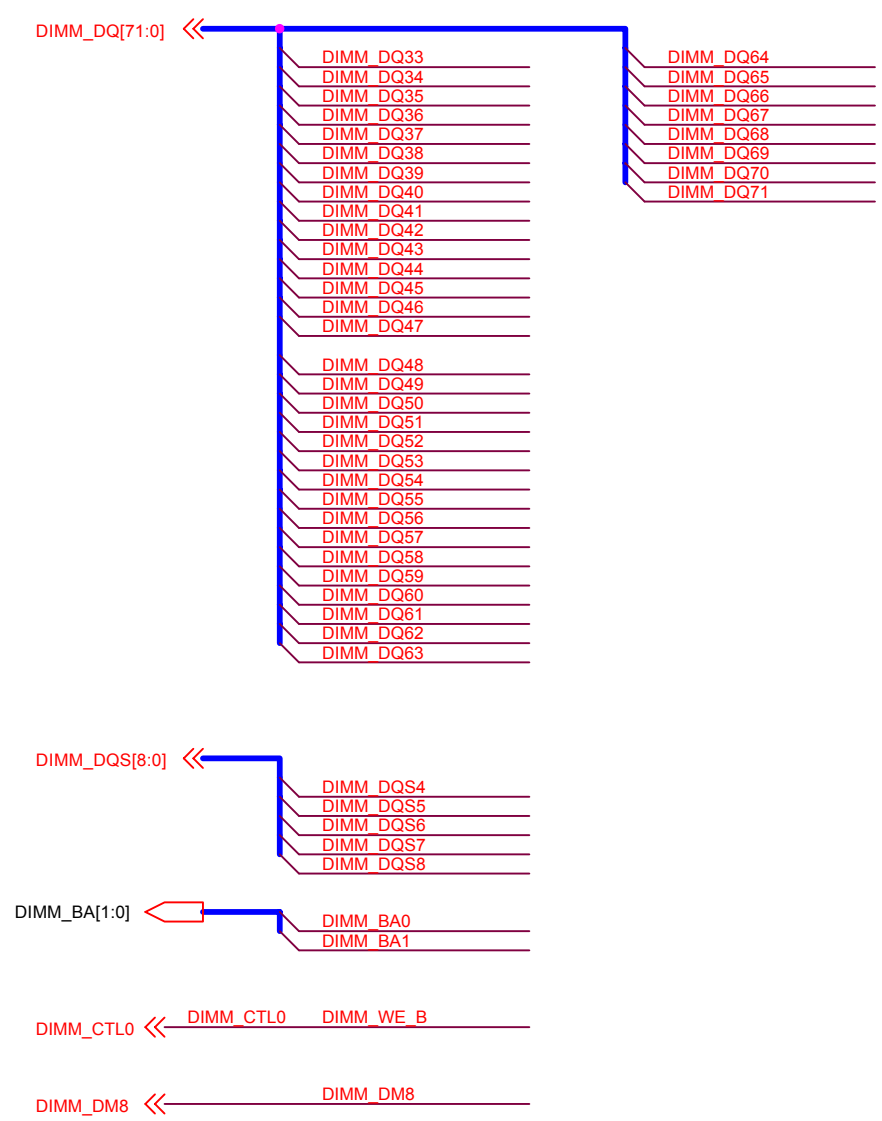 DIMM_DQ[71:0]
DIMM_DQ33
DIMM_DQ34
DIMM_DQ35
DIMM_DQ36
DIMM_DQ37
DIMM_DQ38
DIMM_DQ39
DIMM_DQ40
DIMM_DQ41
DIMM_DQ42
DIMM_DQ43
DIMM_DQ44
DIMM_DQ45
DIMM_DQ46
DIMM_DQ47
DIMM_DQ48
DIMM_DQ49
DIMM_DQ50
DIMM_DQ51
DIMM_DQ52
DIMM_DQ53
DIMM_DQ54
DIMM_DQ55
DIMM_DQ56
DIMM_DQ57
DIMM_DQ58
DIMM_DQ59
DIMM_DQ60
DIMM_DQ61
DIMM_DQ62
DIMM_DQ63
DIMM_DQ64
DIMM_DQ65
DIMM_DQ66
DIMM_DQ67
DIMM_DQ68
DIMM_DQ69
DIMM_DQ70
DIMM_DQ71
DIMM_DQS[8:0]
DIMM_DQS4
DIMM_DQS5
DIMM_DQS6
DIMM_DQS7
DIMM_DQS8
DIMM_BA[1:0]
DIMM_BA0
DIMM_BA1
DIMM_CTL0 DIMM_CTL0 DIMM_WE_B
DIMM_DM8 DIMM_DM8